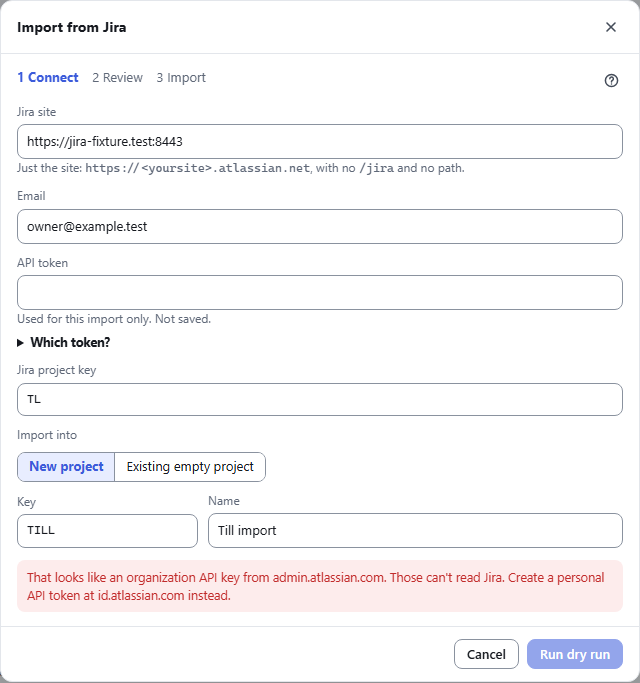 Import from Jira
1 Connect 2 Review 3 Import
Jira site
https://jira-fixture.test:8443
Just the site: https://<yoursite>.atlassian.net, with no /jira and no path.
Email
owner@example.test
API token
Used for this import only. Not saved.
Which token?
Jira project key
TL
Import into
New project Existing empty project
Key Name
TILL Till import
That looks like an organization API key from admin.atlassian.com. Those can't read Jira. Create a personal
API token at id.atlassian.com instead.
Cancel Run dry run